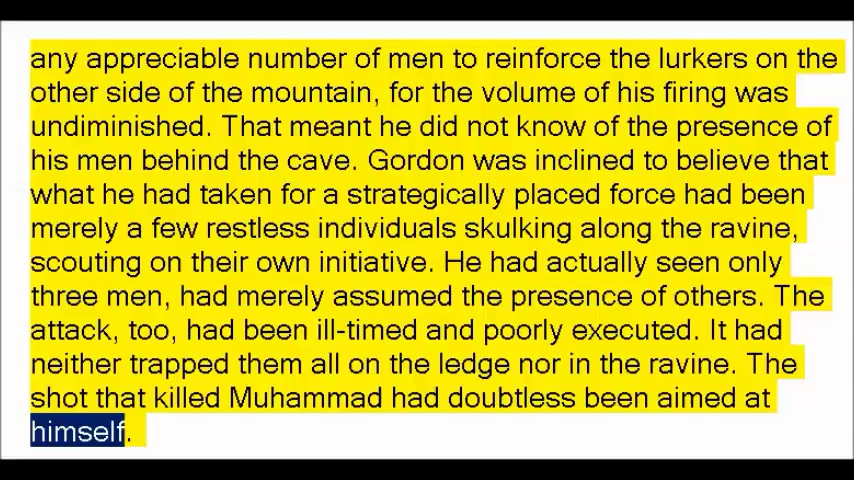 any appreciable number of men to reinforce the lurkers on the
other side of the mountain, for the volume of his firing was
undiminished. That meant he did not know of the presence of
his men behind the cave. Gordon was inclined to believe that
what he had taken for a strategically placed force had been
merely a few restless individuals skulking along the ravine,
scouting on their own initiative. He had actually seen only
three men, had merely assumed the presence of others. The
attack, too, had been ill-timed and poorly executed. It had
neither trapped them all on the ledge nor in the ravine. The
shot that killed Muhammad had doubtless been aimed at
himself.